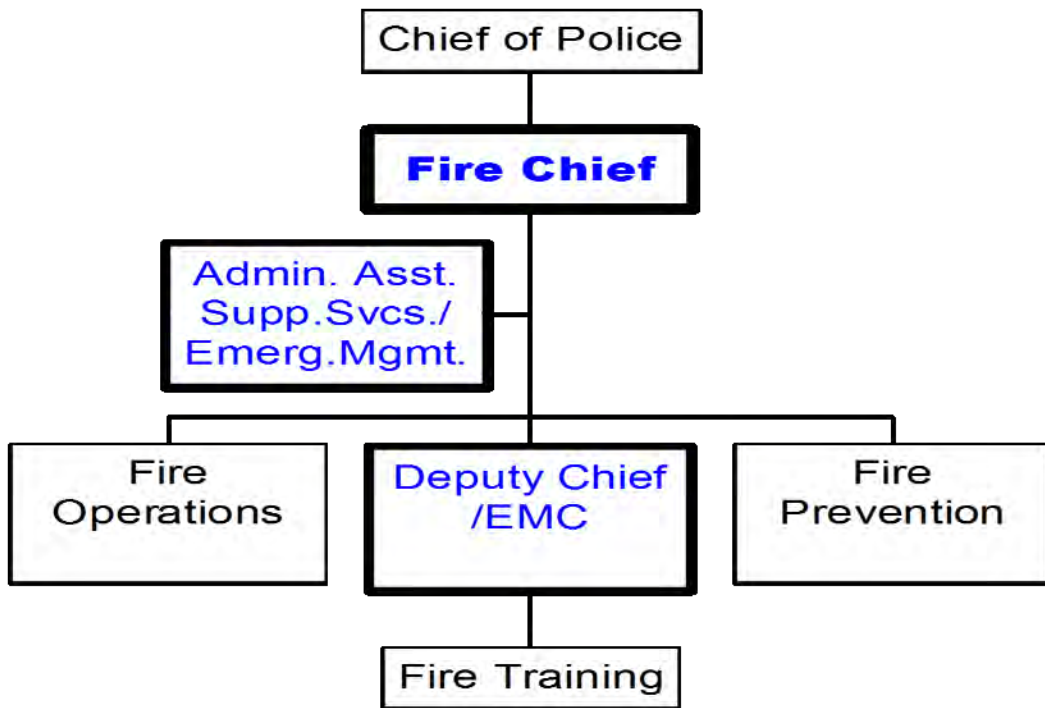 Chief of Police
Fire Chief
Admin. Asst.
Supp.Svcs./
Emerg.Mgmt.
Fire
Operations
Deputy Chief
/EMC
Fire
Prevention
Fire Training